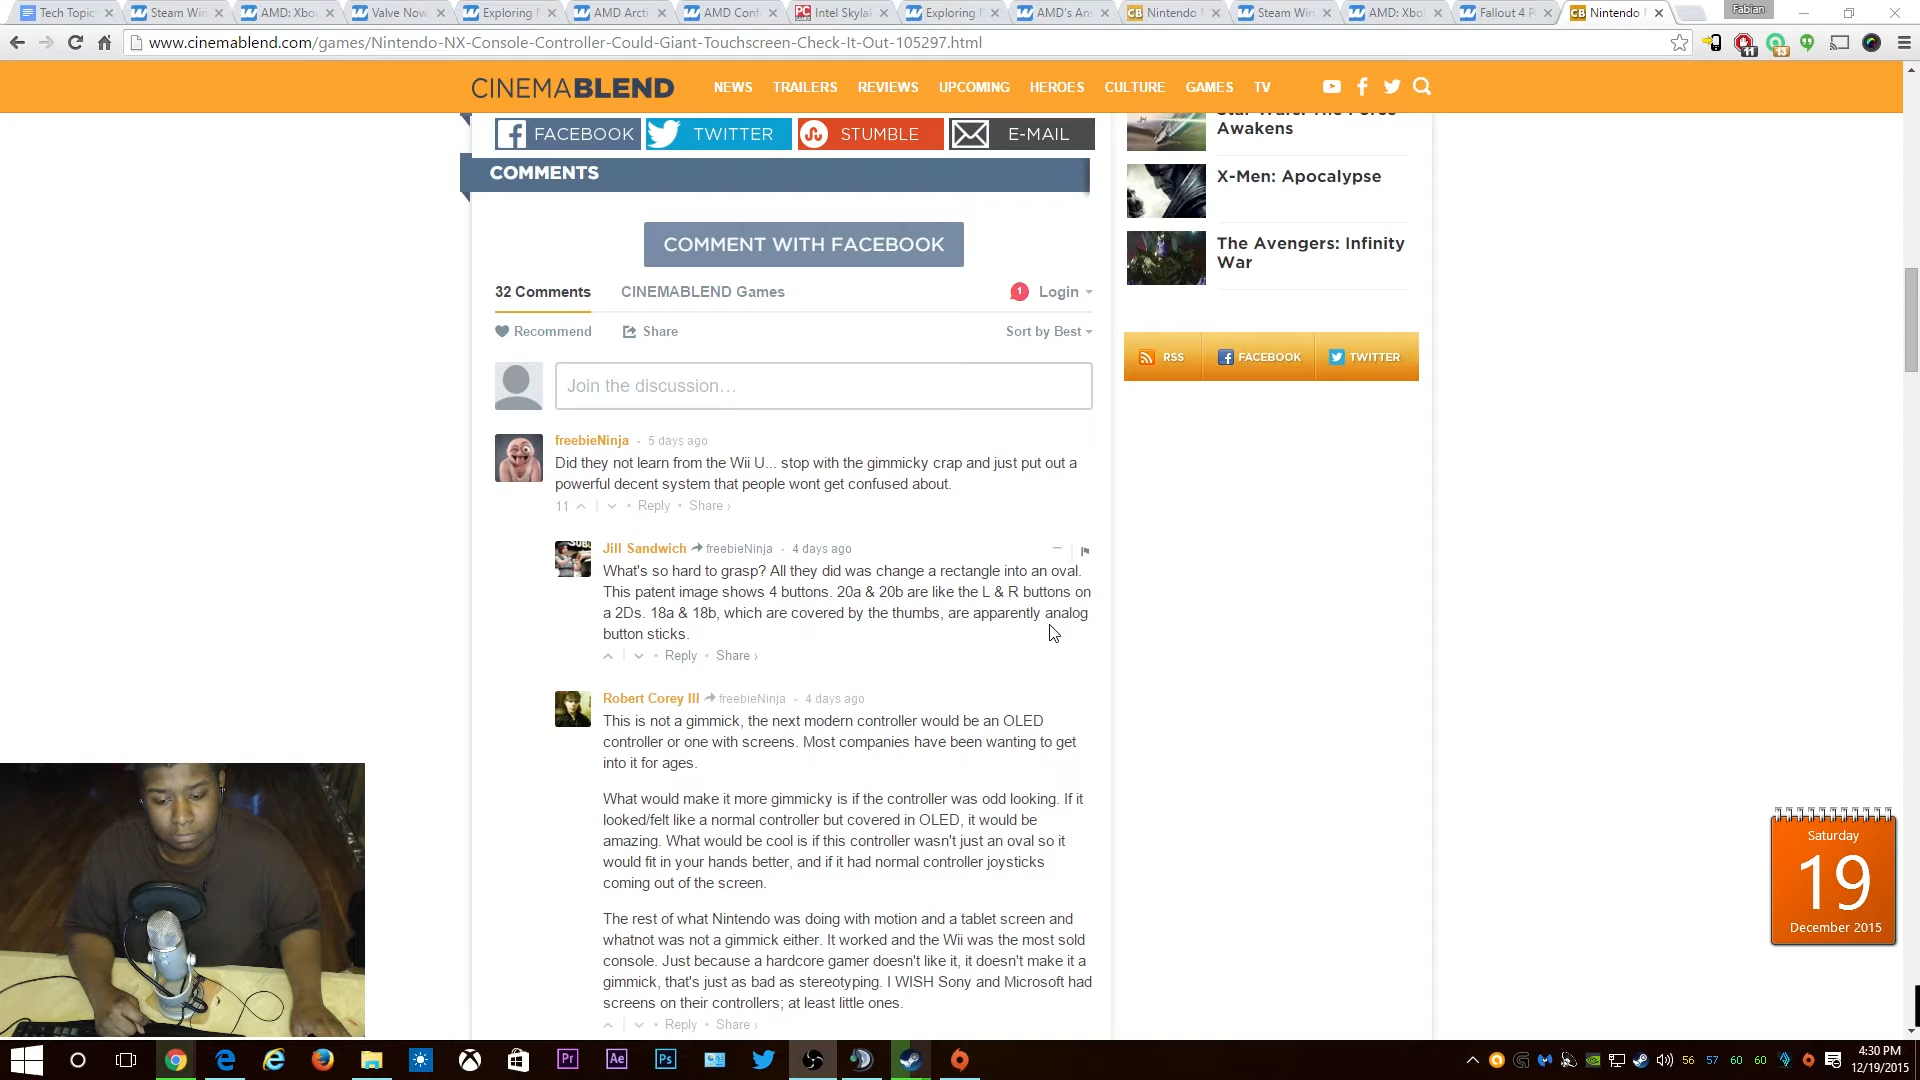 Tech Topic
Steam Win
AMD: Xbo
Valve Now
Exploring
AMD Arcti
AMD Conf
Intel Skyla
Exploring
AMD's Ans
Nintendo
Steam Win
AMD: Xbo
Fallout 4 P
Nintendo
Fabian
www.cinemablend.com/games/Nintendo-NX-Console-Controller-Could-Giant-Touchscreen-Check-It-Out-105297.html
11
13
CINEMABLEND
NEWS TRAILERS REVIEWS UPCOMING HEROES CULTURE GAMES TV
FACEBOOK
TWITTER
STUMBLE
E-MAIL
COMMENTS
COMMENT WITH FACEBOOK
32 Comments
CINEMABLEND Games
1 Login
Recommend
Share
Sort by Best
Join the discussion…
freebieNinja · 5 days ago
Did they not learn from the Wii U... stop with the gimmicky crap and just put out a
powerful decent system that people wont get confused about.
11 · Reply · Share ›
Jill Sandwich freebieNinja · 4 days ago
What's so hard to grasp? All they did was change a rectangle into an oval.
This patent image shows 4 buttons. 20a & 20b are like the L & R buttons on
a 2Ds. 18a & 18b, which are covered by the thumbs, are apparently analog
button sticks.
· Reply · Share ›
Robert Corey III freebieNinja · 4 days ago
This is not a gimmick, the next modern controller would be an OLED
controller or one with screens. Most companies have been wanting to get
into it for ages.
What would make it more gimmicky is if the controller was odd looking. If it
looked/felt like a normal controller but covered in OLED, it would be
amazing. What would be cool is if this controller wasn't just an oval so it
would fit in your hands better, and if it had normal controller joysticks
coming out of the screen.
The rest of what Nintendo was doing with motion and a tablet screen and
whatnot was not a gimmick either. It worked and the Wii was the most sold
console. Just because a hardcore gamer doesn't like it, it doesn't make it a
gimmick, that's just as bad as stereotyping. I WISH Sony and Microsoft had
screens on their controllers; at least little ones.
· Reply · Share ›
Awakens
X-Men: Apocalypse
The Avengers: Infinity
War
RSS
FACEBOOK
TWITTER
Saturday
19
December 2015
Pr
Ae
Ps
56 57 60 60
4:30 PM
12/19/2015